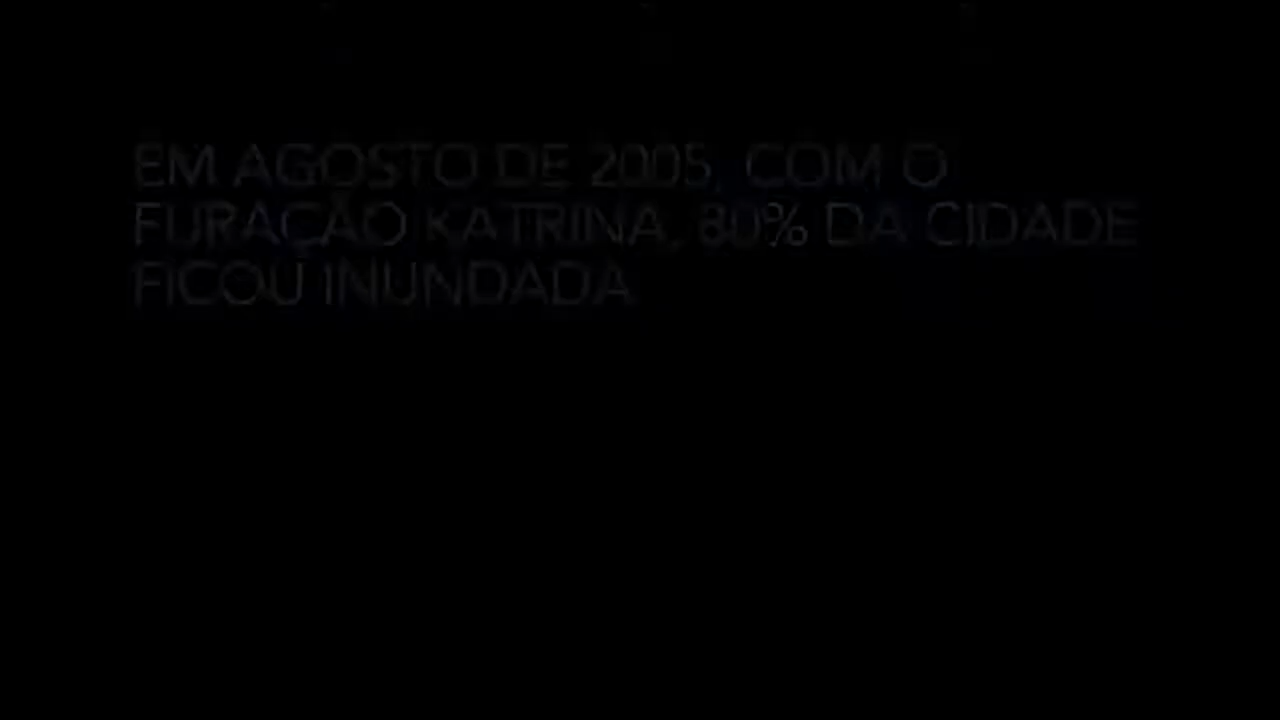 EM AGOSTO DE 2005, COM O
FURAÇÃO KATRINA, 80% DA CIDADE
FICOU INUNDADA